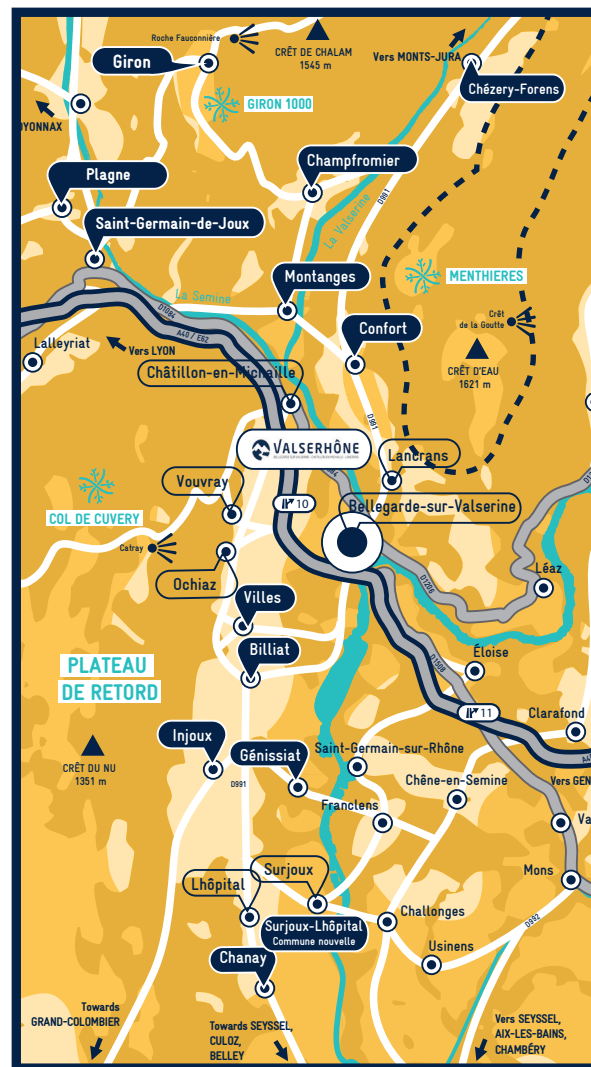 Roche Fauconnière
CRÊT DE CHALAM
1545 m
Vers MONTS-JURA
Giron
Chézery-Forens
GIRON 1000
OYONNAX
Champfromier
Plagne
La Valserine
D991
Saint-Germain-de-Joux
Montanges
MENTHIERES
La Semine
D1084
A40 / E62
Confort
Crêt
de la Goutte
Lalleyriat
Vers LYON
CRÊT D'EAU
1621 m
Châtillon-en-Michaille
D991
VALSERHÔNE
Lancrans
Vouvray
10
Bellegarde-sur-Valserine
COL DE CUVERY
Catray
Ochiaz
D1206
Léaz
Villes
Billiat
PLATEAU
DE RETORD
Éloise
D1508
11
Clarafond
Injoux
Génissiat
Saint-Germain-sur-Rhône
CRÊT DU NU
1351 m
D991
Chêne-en-Semine
Vers GEN
Franclens
Va
Surjoux
Lhôpital
Mons
Surjoux-Lhôpital
Commune nouvelle
Challonges
D992
Chanay
Usinens
Towards
GRAND-COLOMBIER
Towards SEYSSEL,
CULOZ,
BELLEY
Vers SEYSSEL,
AIX-LES-BAINS,
CHAMBÉRY